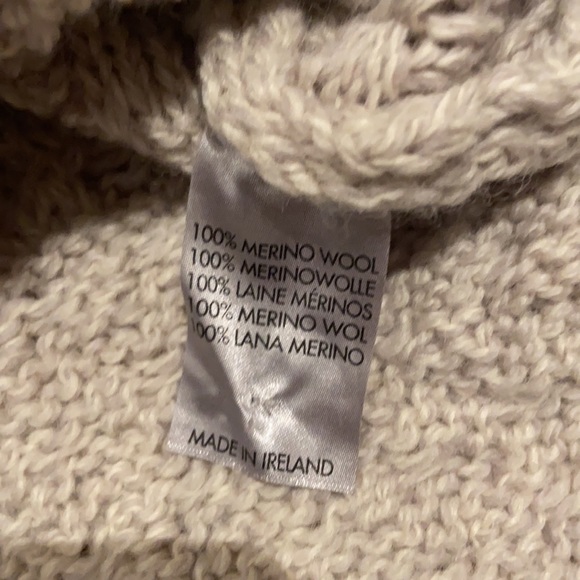 100% MERINO WOOL
100% MERINOWOLLE
100% LAINE MÉRINOS
100% MERINO WOL
100% LANA MERINO
MADE IN IRELAND